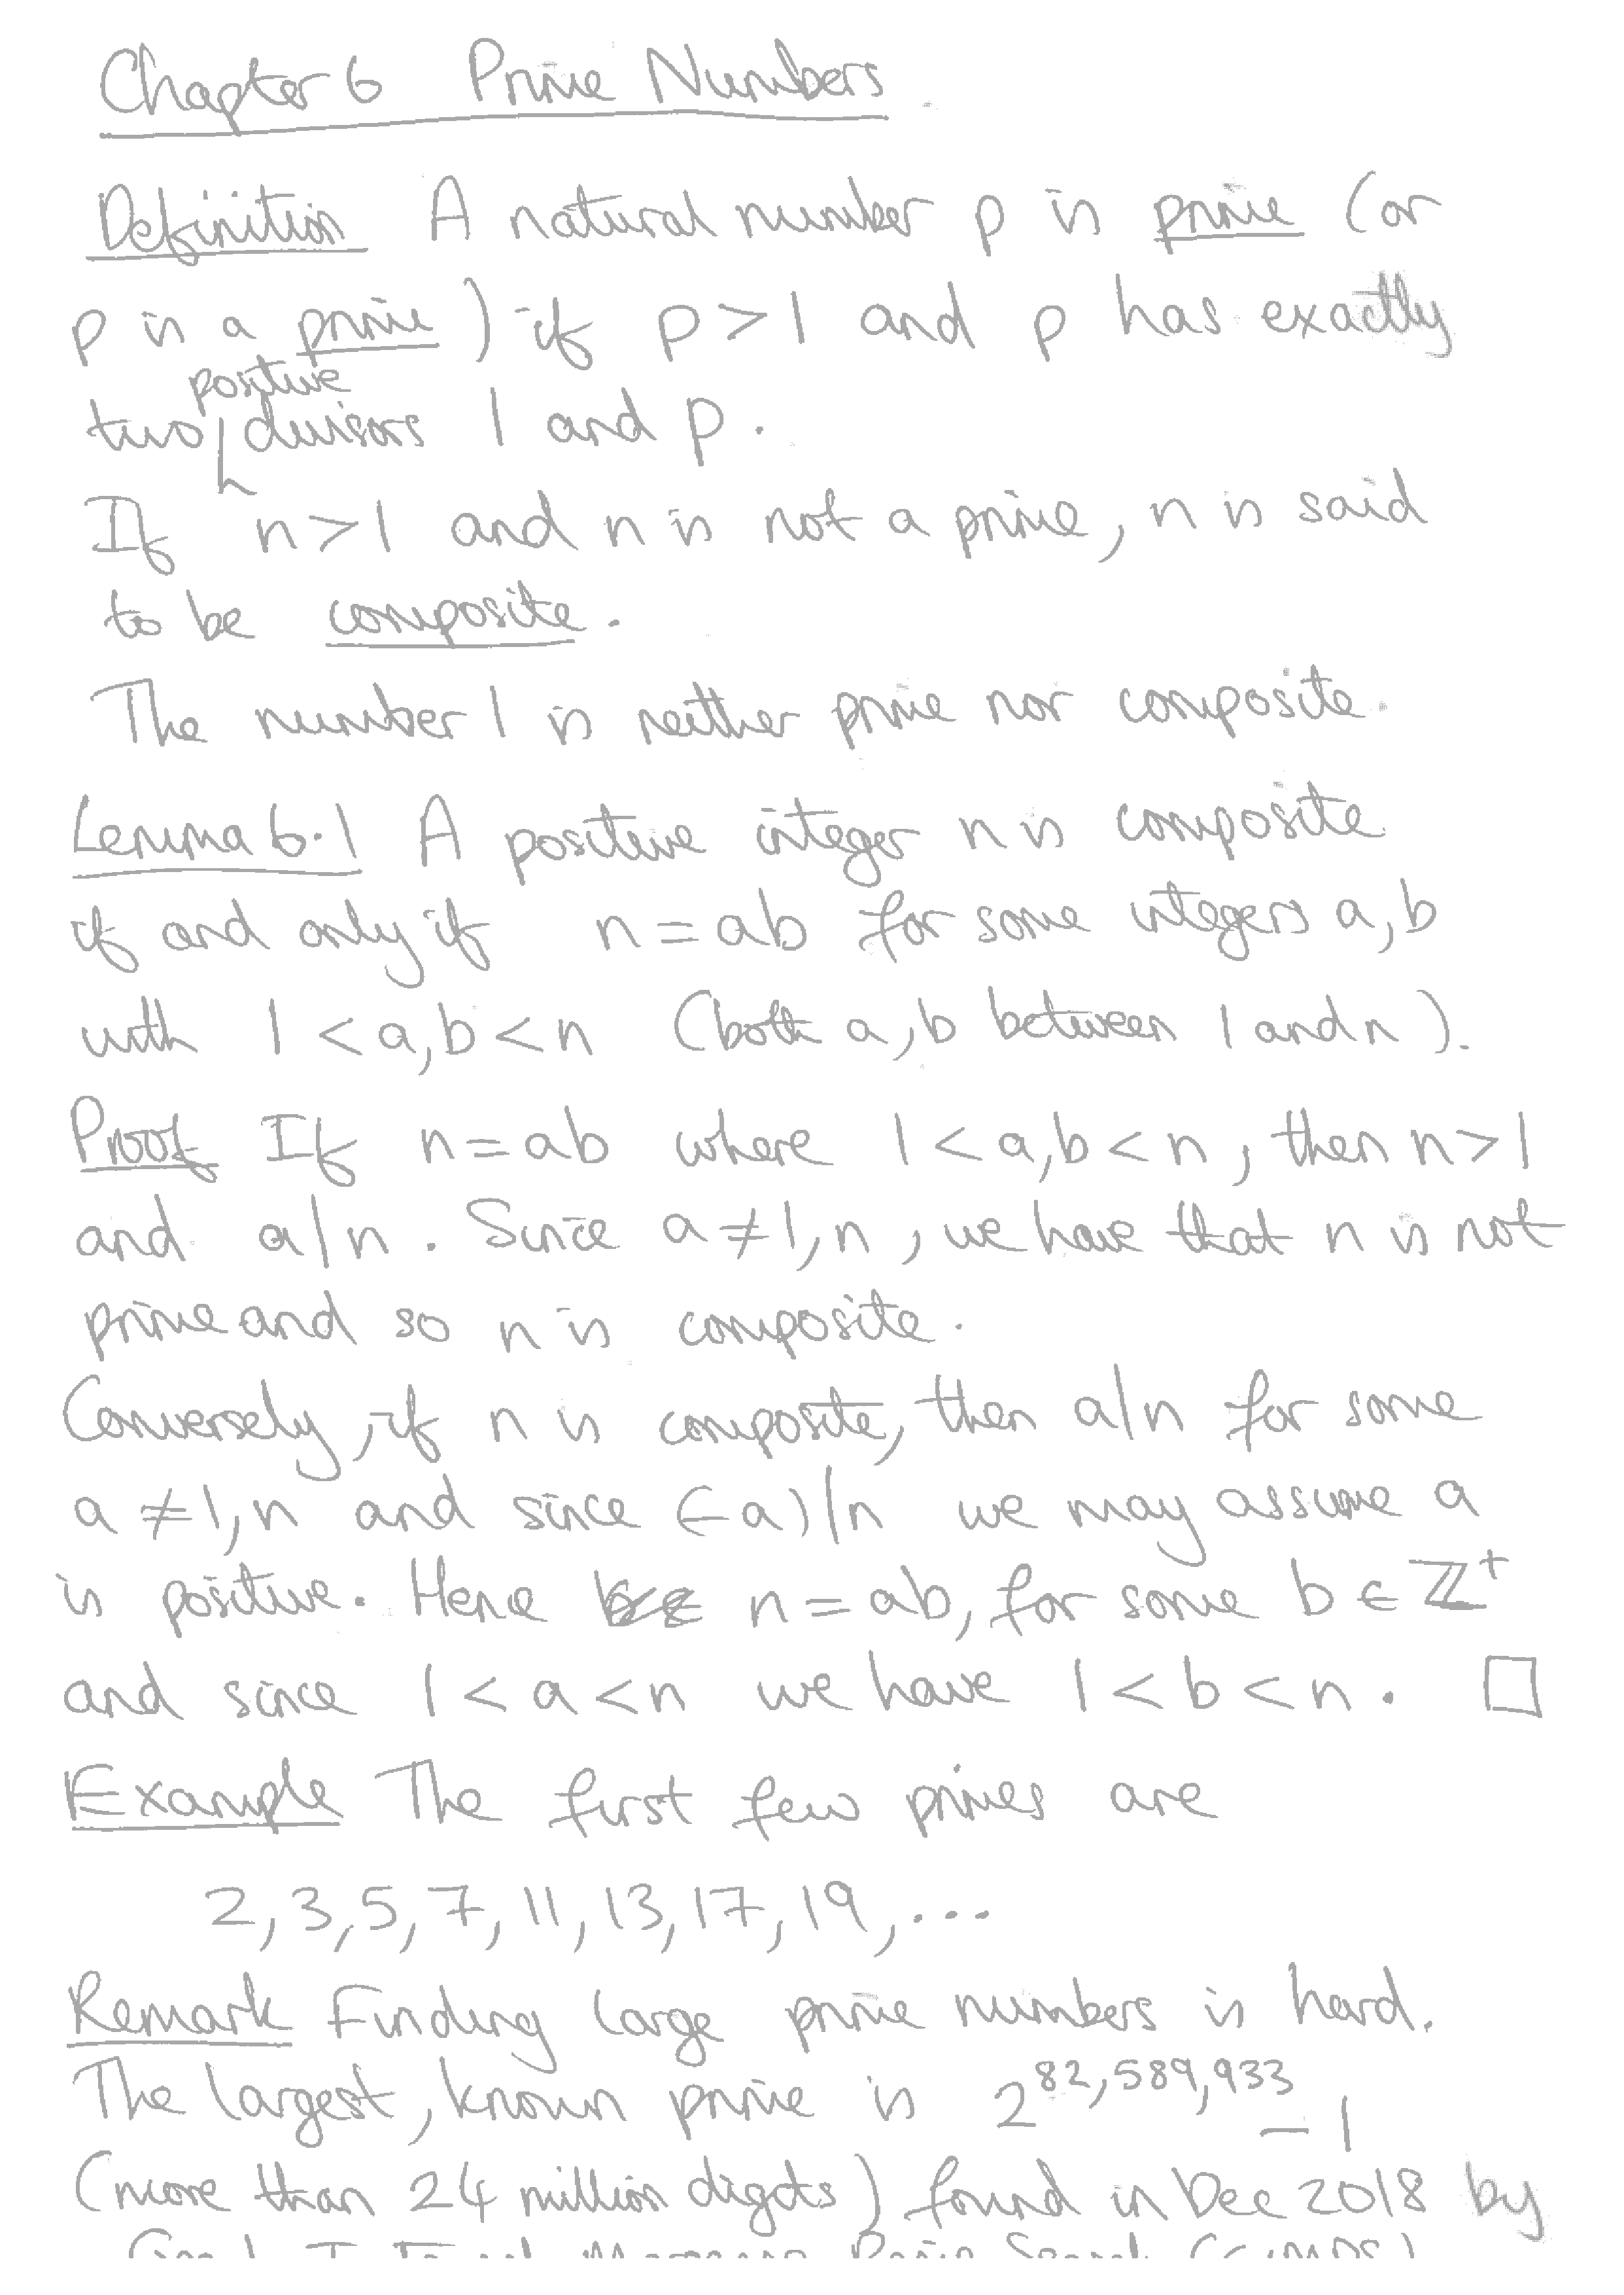 Chapter 6 Prime Numbers
Definition A natural number p is prime (or
p is a prime) if p > 1 and p has exactly
positive
two divisors 1 and p.
If n > 1 and n is not a prime, n is said
to be composite.
The number 1 is neither prime nor composite.
Lemma 6.1 A positive integer n is composite
if and only if n = ab for some integers a, b
with 1 < a, b < n (both a, b between 1 and n).
Proof If n = ab where 1 < a, b < n, then n > 1
and a|n. Since a ≠ 1, n, we have that n is not
prime and so n is composite.
Conversely, if n is composite, then a|n for some
a ≠ 1, n and since (-a)|n we may assume a
is positive. Hence n = ab, for some b ∈ ℤ⁺
and since 1 < a < n we have 1 < b < n. □
Example The first few primes are
2, 3, 5, 7, 11, 13, 17, 19, ...
Remark Finding large prime numbers is hard.
The largest, known prime is 2^82,589,933 - 1
(more than 24 million digits) found in Dec 2018 by